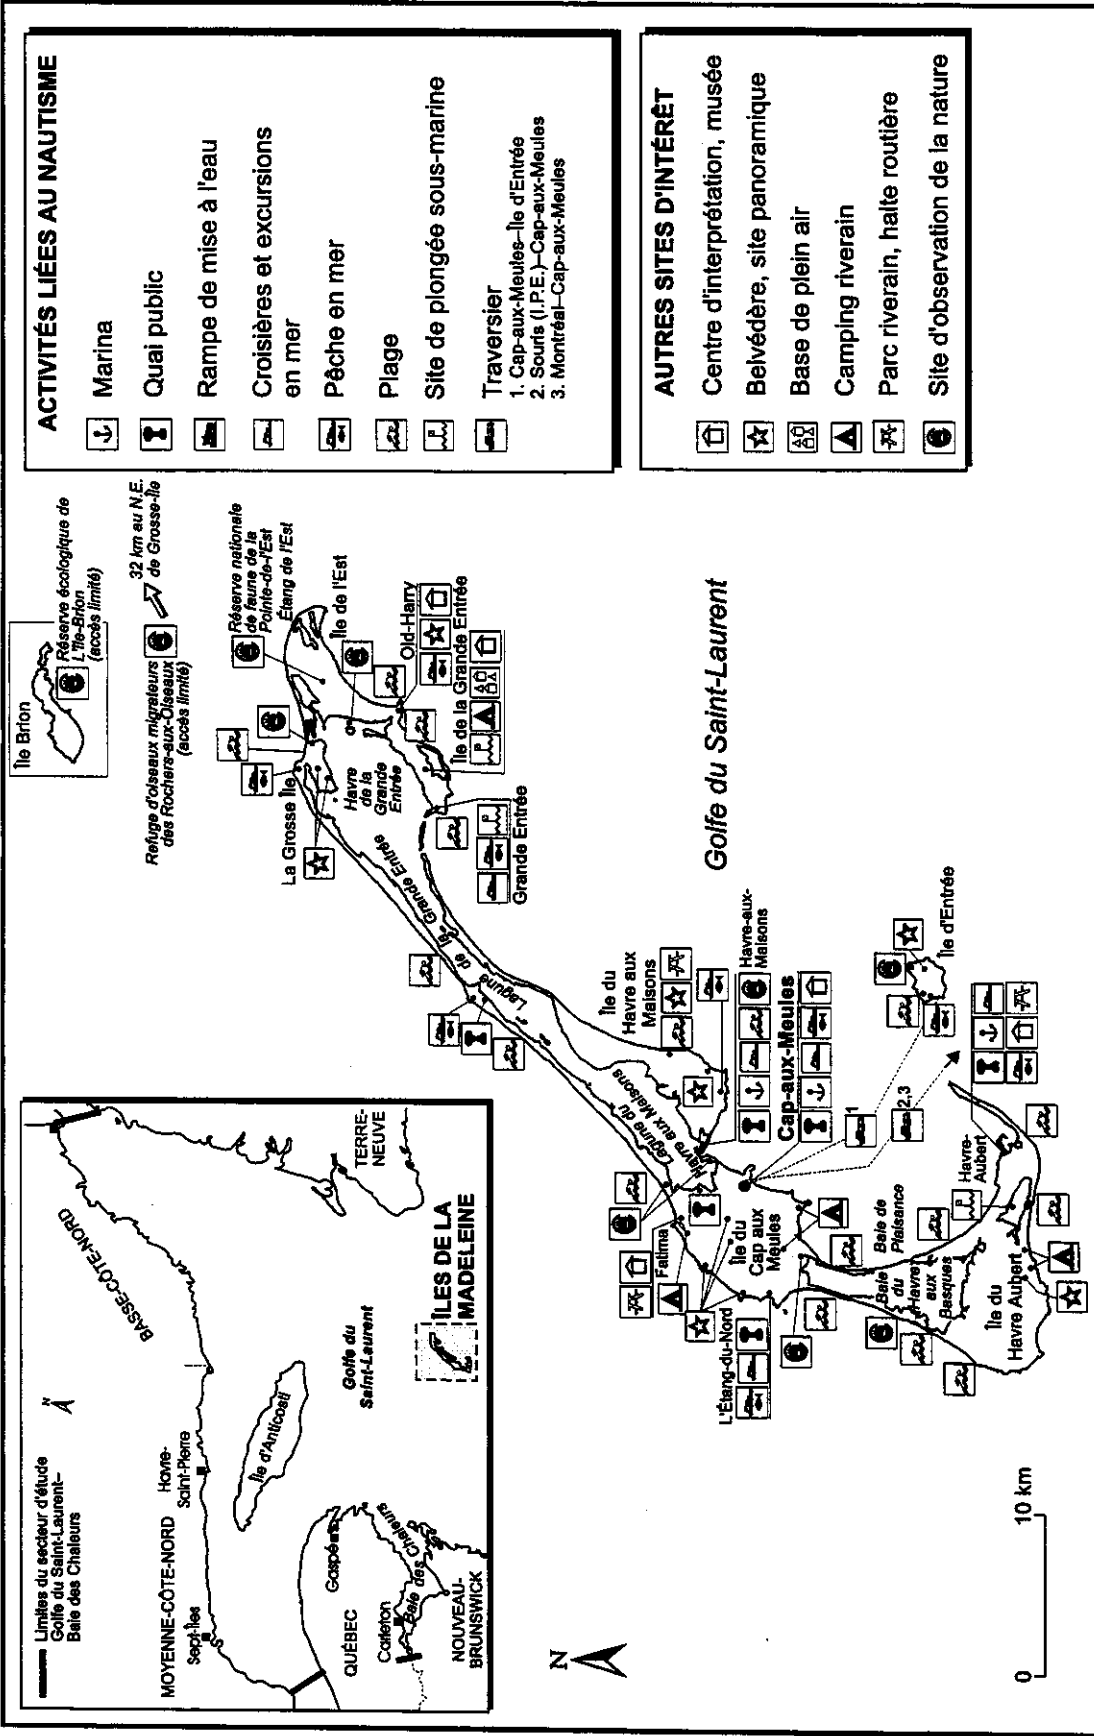 Limites du secteur d'étude
Golfe du Saint-Laurent–
Baie des Chaleurs
N
MOYENNE-CÔTE-NORD
Sept-Îles
Havre-
Saint-Pierre
BASSE-CÔTE-NORD
Île d'Anticosti
QUÉBEC
Gaspé
Carleton
Baie des Chaleurs
NOUVEAU-
BRUNSWICK
Golfe du
Saint-Laurent
TERRE-
NEUVE
ÎLES DE LA
MADELEINE
N
0
10 km
Île Brion
Réserve écologique de
L'Île-Brion
(accès limité)
Refuge d'oiseaux migrateurs
des Rochers-aux-Oiseaux
(accès limité)
32 km au N.E.
de Grosse-Île
Réserve nationale
de faune de la
Pointe-de-l'Est
Étang de l'Est
Île de l'Est
Old-Harry
Île de la Grande Entrée
La Grosse Île
Havre
de la
Grande
Entrée
Grande Entrée
Lagune de la Grande Entrée
Golfe du Saint-Laurent
Île du
Havre aux
Maisons
Lagune du
Havre aux Maisons
Havre-aux-
Maisons
Cap-aux-Meules
1
2,3
Île d'Entrée
Fatima
Île du
Cap aux
Meules
L'Étang-du-Nord
Baie de
Plaisance
Baie
du
Havre
aux
Basques
Havre-
Aubert
Île du
Havre Aubert
ACTIVITÉS LIÉES AU NAUTISME
Marina
Quai public
Rampe de mise à l'eau
Croisières et excursions
en mer
Pêche en mer
Plage
Site de plongée sous-marine
Traversier
1. Cap-aux-Meules–Île d'Entrée
2. Souris (I.P.E.)–Cap-aux-Meules
3. Montréal–Cap-aux-Meules
AUTRES SITES D'INTÉRÊT
Centre d'interprétation, musée
Belvédère, site panoramique
Base de plein air
Camping riverain
Parc riverain, halte routière
Site d'observation de la nature